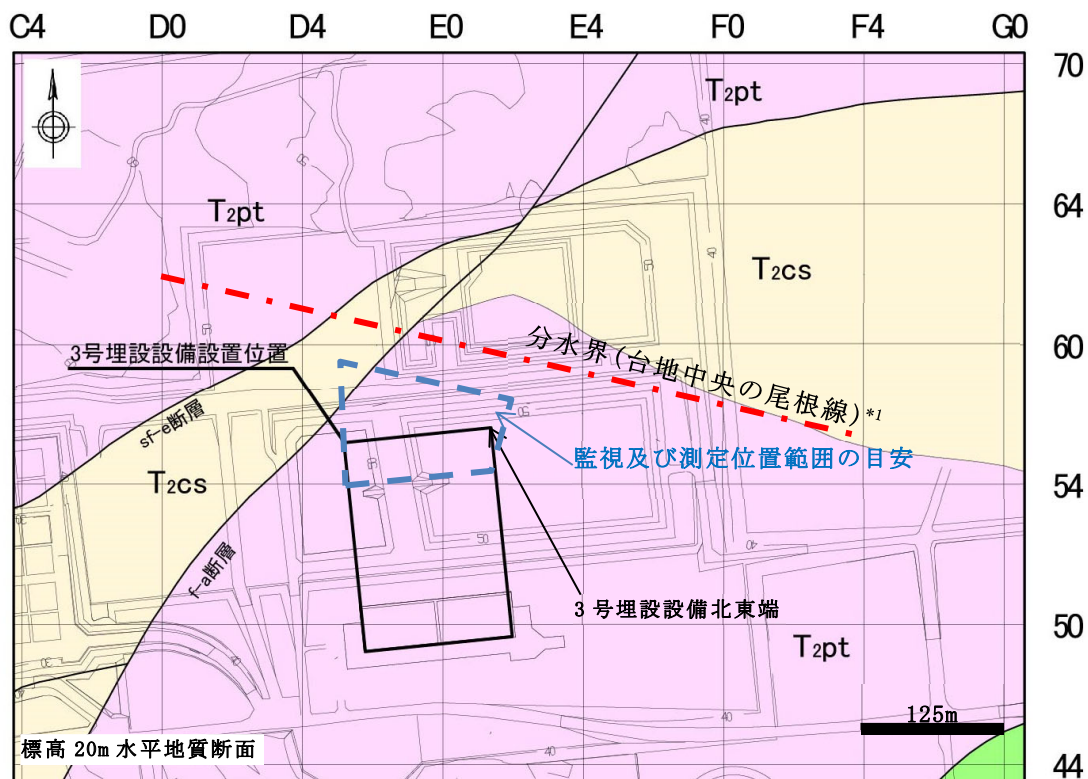 C4 D0 D4 E0 E4 F0 F4 G0
70
T2pt
64
T2pt
T2cs
60
分水界(台地中央の尾根線)*1
3号埋設設備設置位置
sf-e断層
監視及び測定位置範囲の目安
54
T2cs
50
f-a断層
3号埋設設備北東端
50
T2pt
125m
40
40
標高 20m 水平地質断面
44